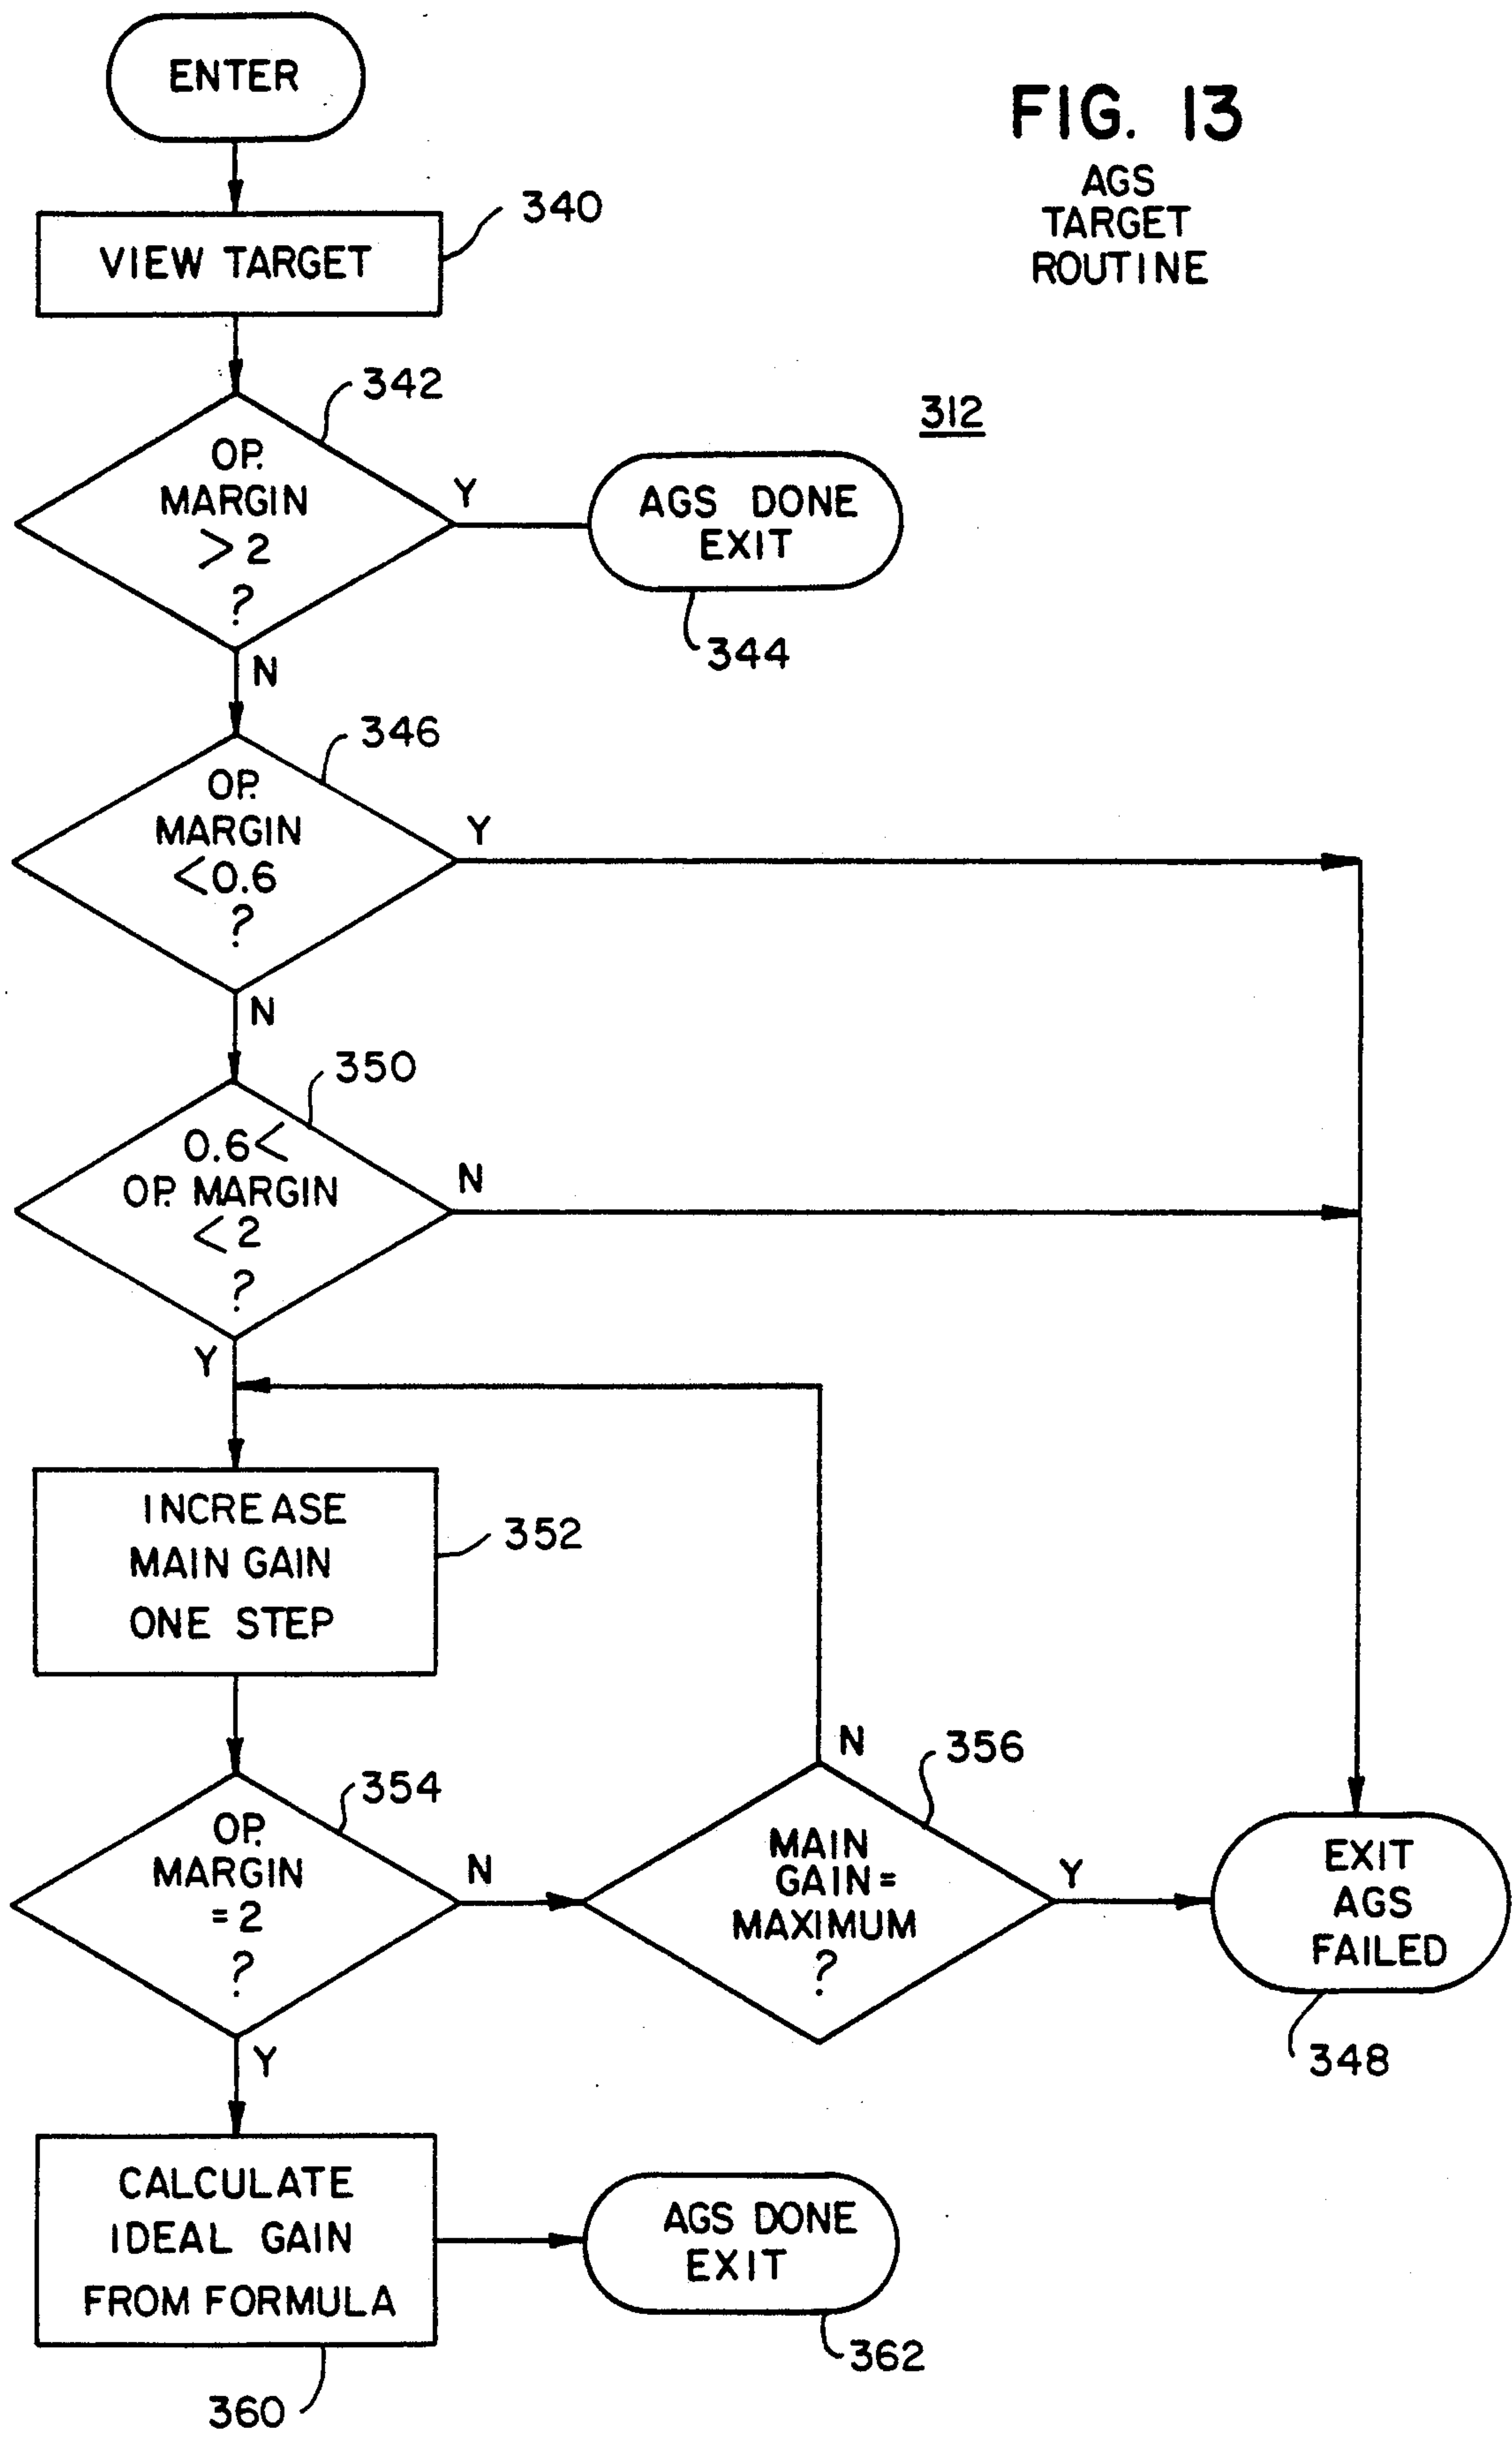 ENTER
FIG. 13
AGS
TARGET
ROUTINE
340
VIEW TARGET
342
312
OP.
MARGIN
>2
?
Y
AGS DONE
EXIT
344
N
346
OP.
MARGIN
<0.6
?
Y
N
350
0.6<
OP. MARGIN
<2
?
N
Y
INCREASE
MAIN GAIN
ONE STEP
352
354
OP.
MARGIN
=2
?
N
356
N
MAIN
GAIN=
MAXIMUM
?
Y
EXIT
AGS
FAILED
348
Y
CALCULATE
IDEAL GAIN
FROM FORMULA
360
AGS DONE
EXIT
362